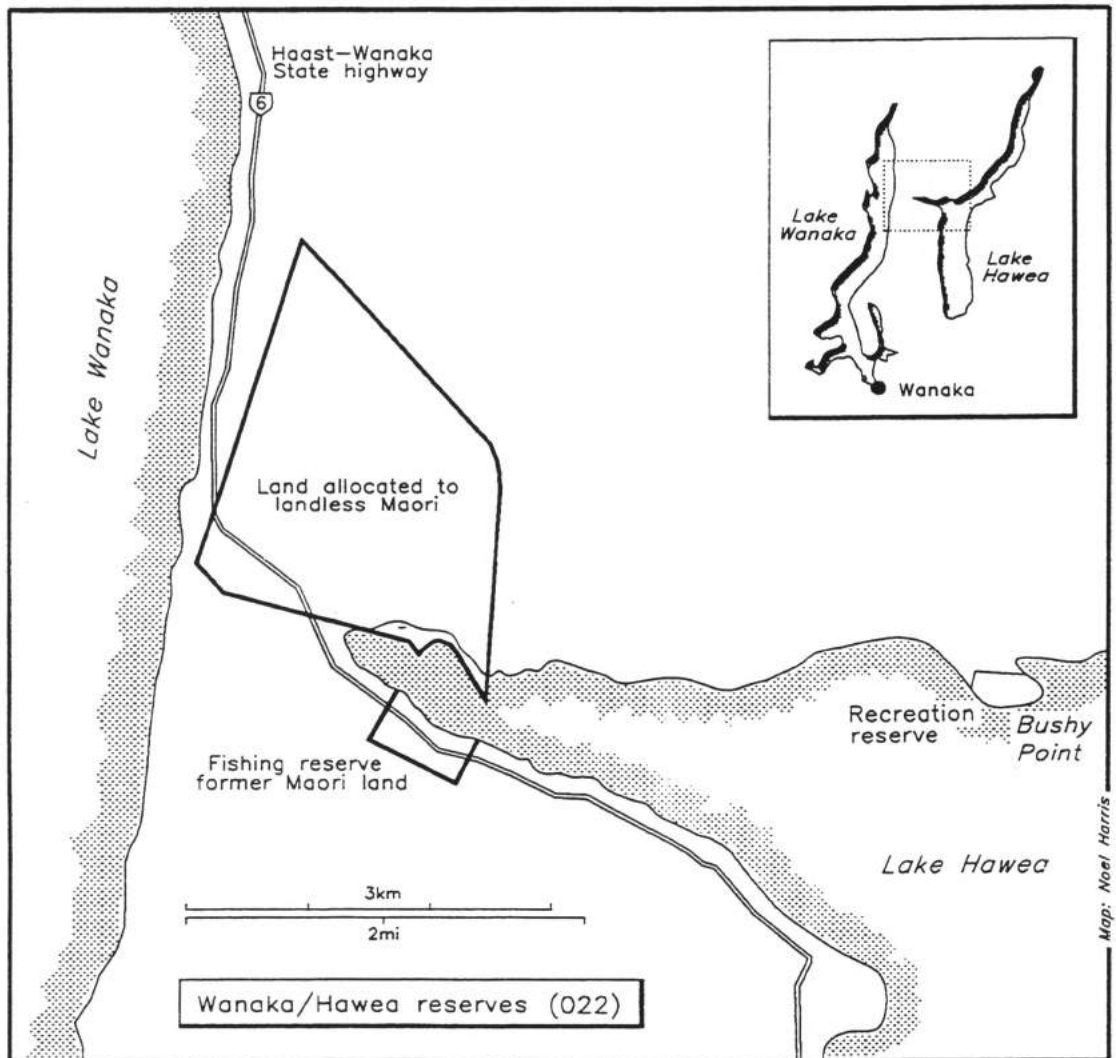 Haast-Wanaka
State highway
6
Lake Wanaka
Lake
Wanaka
Lake
Hawea
Wanaka
Land allocated to
landless Maori
Recreation
reserve
Bushy
Point
Fishing reserve
former Maori land
Lake Hawea
3km
2mi
Wanaka/Hawea reserves (022)
Map: Noel Harris